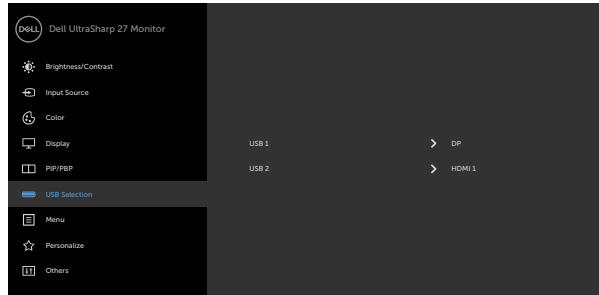 DELL Dell UltraSharp 27 Monitor
Brightness/Contrast
Input Source
Color
Display USB 1 DP
PIP/PBP USB 2 HDMI 1
USB Selection
Menu
Personalize
Others